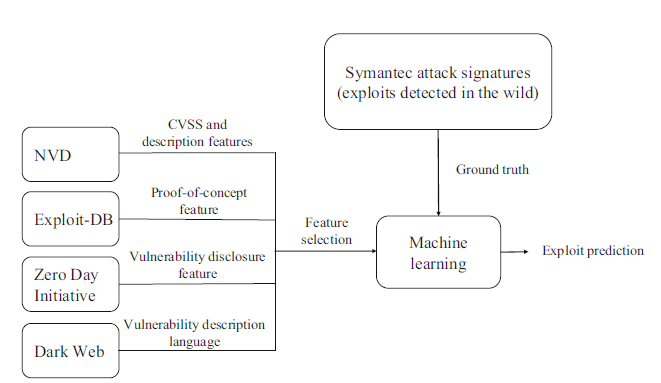 Symantec attack signatures
(exploits detected in the wild)
CVSS and
description features
NVD
Ground truth
Proof-of-concept
feature
Exploit-DB
Feature
selection
Machine
learning
Exploit prediction
Vulnerability disclosure
feature
Zero Day
Initiative
Vulnerability description
language
Dark Web